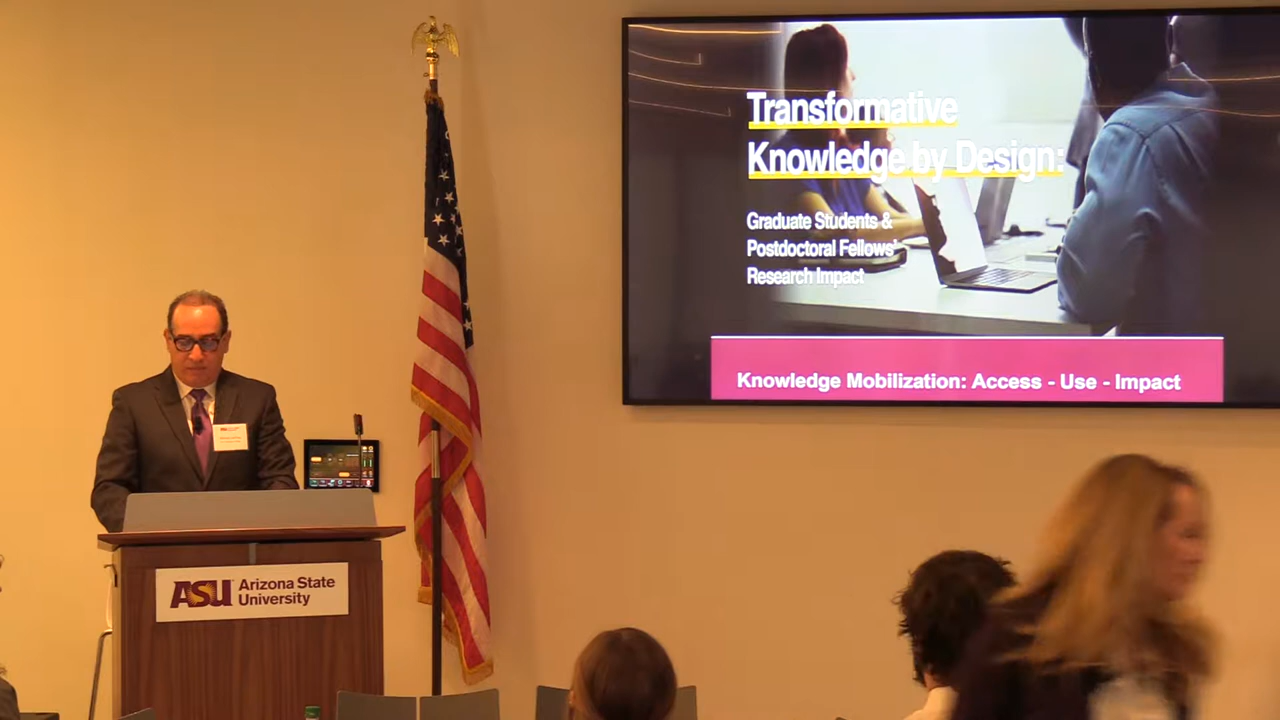 Transformative
Knowledge by Design:
Graduate Students &
Postdoctoral Fellows'
Research Impact
Knowledge Mobilization: Access - Use - Impact
ASU Arizona State
University